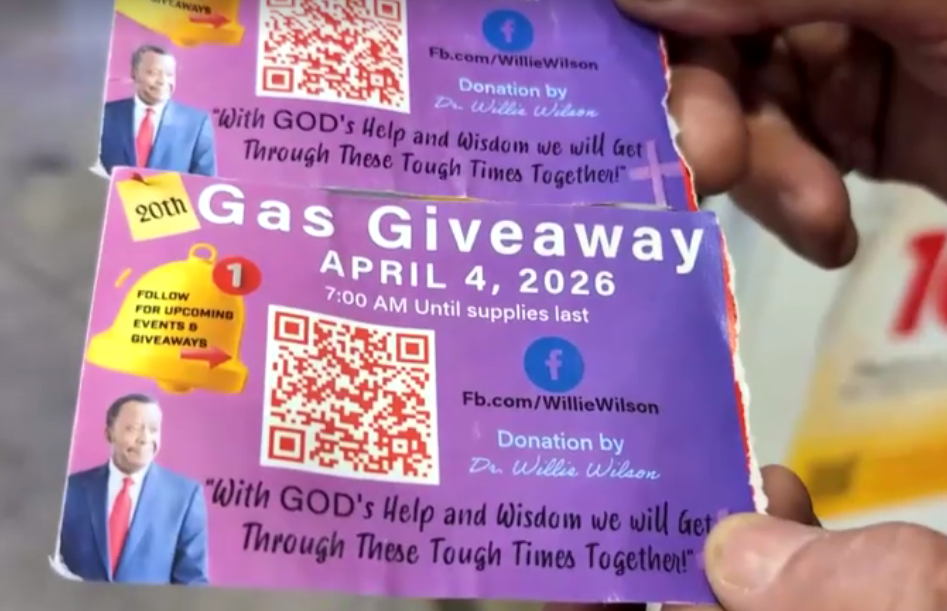 GIVEAWAYS
Fb.com/WillieWilson
Donation by
Dr. Willie Wilson
"With GOD's Help and Wisdom we will Get
Through These Tough Times Together!"
20th
Gas Giveaway
APRIL 4, 2026
7:00 AM Until supplies last
1
FOLLOW
FOR UPCOMING
EVENTS &
GIVEAWAYS
Fb.com/WillieWilson
Donation by
Dr. Willie Wilson
"With GOD's Help and Wisdom we will Get
Through These Tough Times Together!"